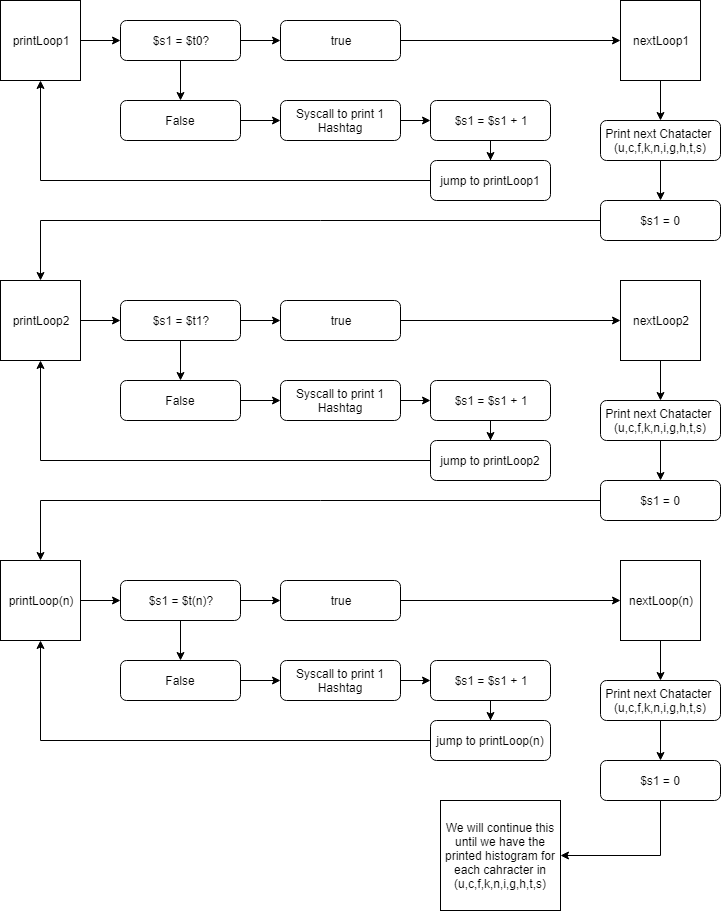 printLoop1
$s1 = $t0?
true
nextLoop1
False
Syscall to print 1
Hashtag
$s1 = $s1 + 1
Print next Chatacter
(u,c,f,k,n,i,g,h,t,s)
jump to printLoop1
$s1 = 0
printLoop2
$s1 = $t1?
true
nextLoop2
False
Syscall to print 1
Hashtag
$s1 = $s1 + 1
Print next Chatacter
(u,c,f,k,n,i,g,h,t,s)
jump to printLoop2
$s1 = 0
printLoop(n)
$s1 = $t(n)?
true
nextLoop(n)
False
Syscall to print 1
Hashtag
$s1 = $s1 + 1
Print next Chatacter
(u,c,f,k,n,i,g,h,t,s)
jump to printLoop(n)
$s1 = 0
We will continue this
until we have the
printed histogram for
each cahracter in
(u,c,f,k,n,i,g,h,t,s)